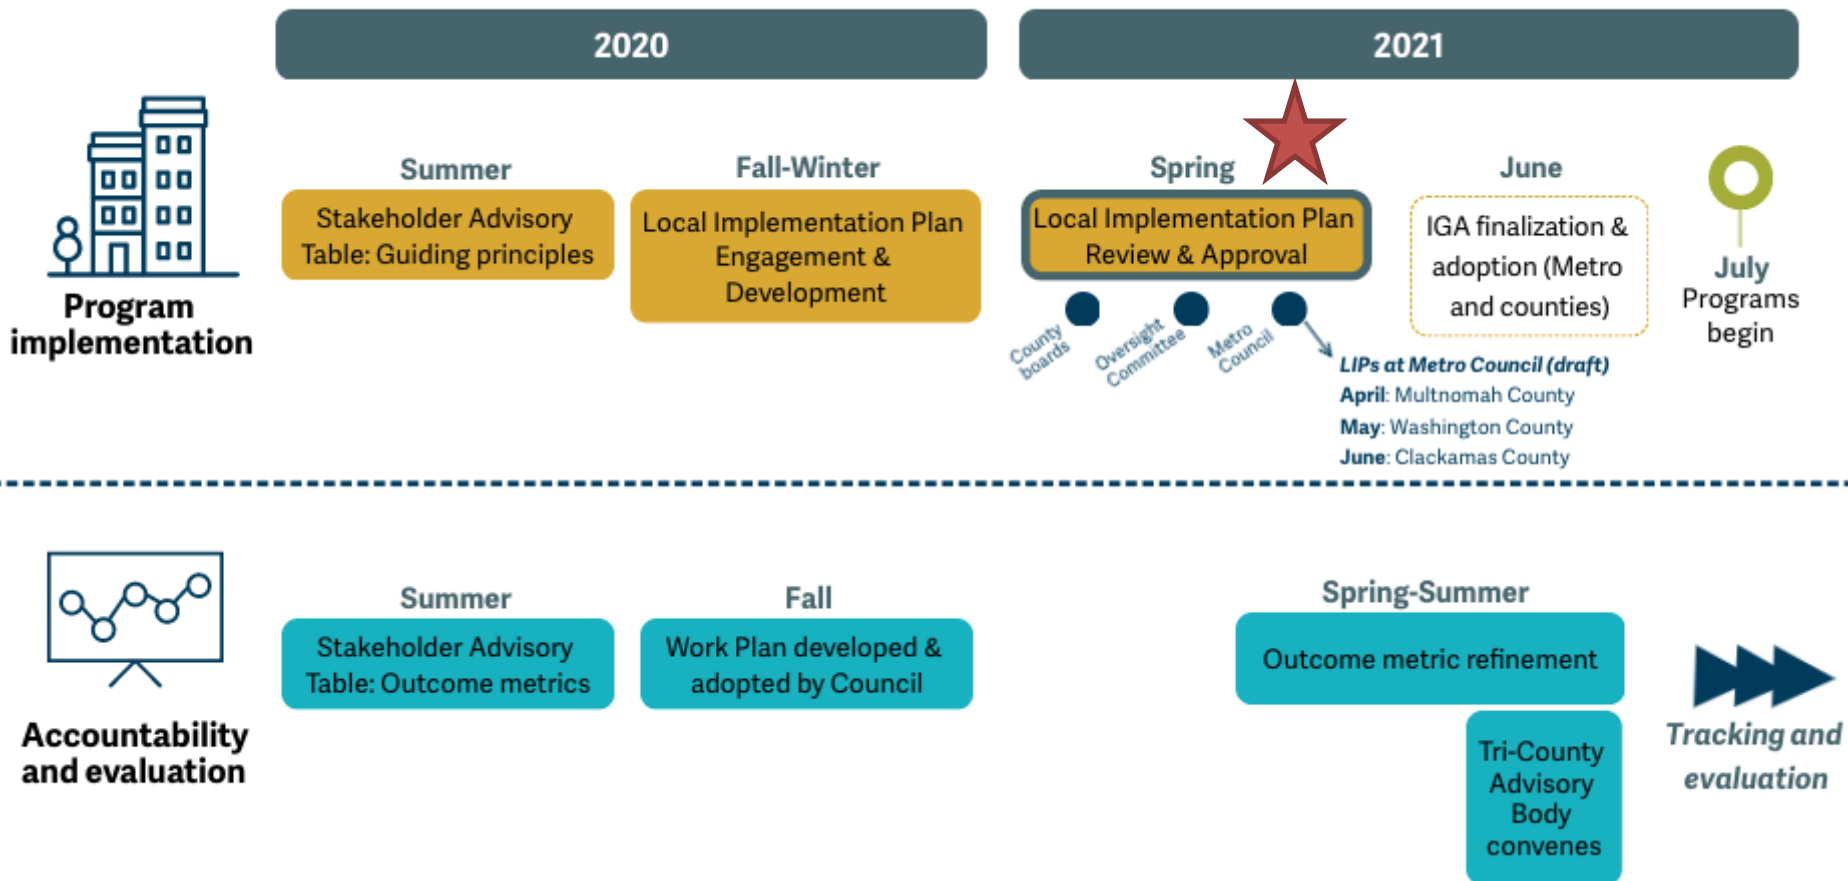 2020
2021
Program
implementation
Summer
Stakeholder Advisory
Table: Guiding principles
Fall-Winter
Local Implementation Plan
Engagement &
Development
Spring
Local Implementation Plan
Review & Approval
County
boards
Oversight
Committee
Metro
Council
LIPs at Metro Council (draft)
April: Multnomah County
May: Washington County
June: Clackamas County
June
IGA finalization &
adoption (Metro
and counties)
July
Programs
begin
Accountability
and evaluation
Summer
Stakeholder Advisory
Table: Outcome metrics
Fall
Work Plan developed &
adopted by Council
Spring-Summer
Outcome metric refinement
Tri-County
Advisory
Body
convenes
Tracking and
evaluation